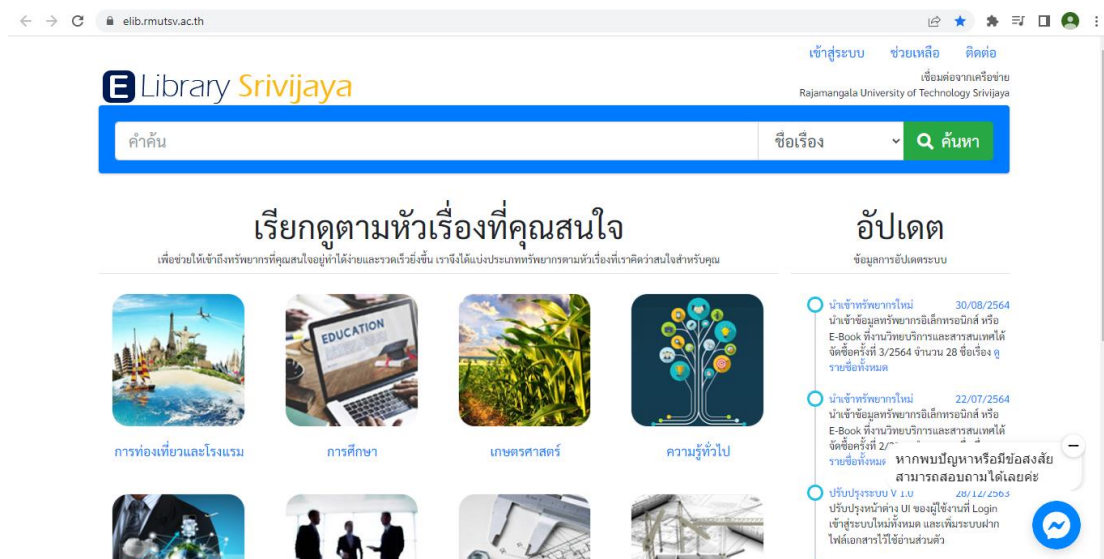 elib.rmutsv.ac.th
เข้าสู่ระบบ ช่วยเหลือ ติดต่อ
E Library Srivijaya
เชื่อมต่อจากเครือข่าย
Rajamangala University of Technology Srivijaya
คำค้น ชื่อเรื่อง ค้นหา
เรียกดูตามหัวเรื่องที่คุณสนใจ
เพื่อช่วยให้เข้าถึงทรัพยากรที่คุณสนใจอยู่ทำได้ง่ายและรวดเร็วยิ่งขึ้น เราจึงได้แบ่งประเภททรัพยากรตามหัวเรื่องที่เราคิดว่าสนใจสำหรับคุณ
EDUCATION
การท่องเที่ยวและโรงแรม การศึกษา เกษตรศาสตร์ ความรู้ทั่วไป
อัปเดต
ข้อมูลการอัปเดตระบบ
นำเข้าทรัพยากรใหม่ 30/08/2564
นำเข้าข้อมูลทรัพยากรอิเล็กทรอนิกส์ หรือ
E-Book ที่งานวิทยบริการและสารสนเทศได้
จัดซื้อครั้งที่ 3/2564 จำนวน 28 ชื่อเรื่อง ดู
รายชื่อทั้งหมด
นำเข้าทรัพยากรใหม่ 22/07/2564
นำเข้าข้อมูลทรัพยากรอิเล็กทรอนิกส์ หรือ
E-Book ที่งานวิทยบริการและสารสนเทศได้
จัดซื้อครั้งที่
หากพบปัญหาหรือมีข้อสงสัย
สามารถสอบถามได้เลยค่ะ
ปรับปรุงระบบ V 1.0 28/12/2563
ปรับปรุงหน้าต่าง UI ของผู้ใช้งานที่ Login
เข้าสู่ระบบใหม่ทั้งหมด และเพิ่มระบบฝาก
ไฟล์เอกสารไว้ใช้อ่านส่วนตัว